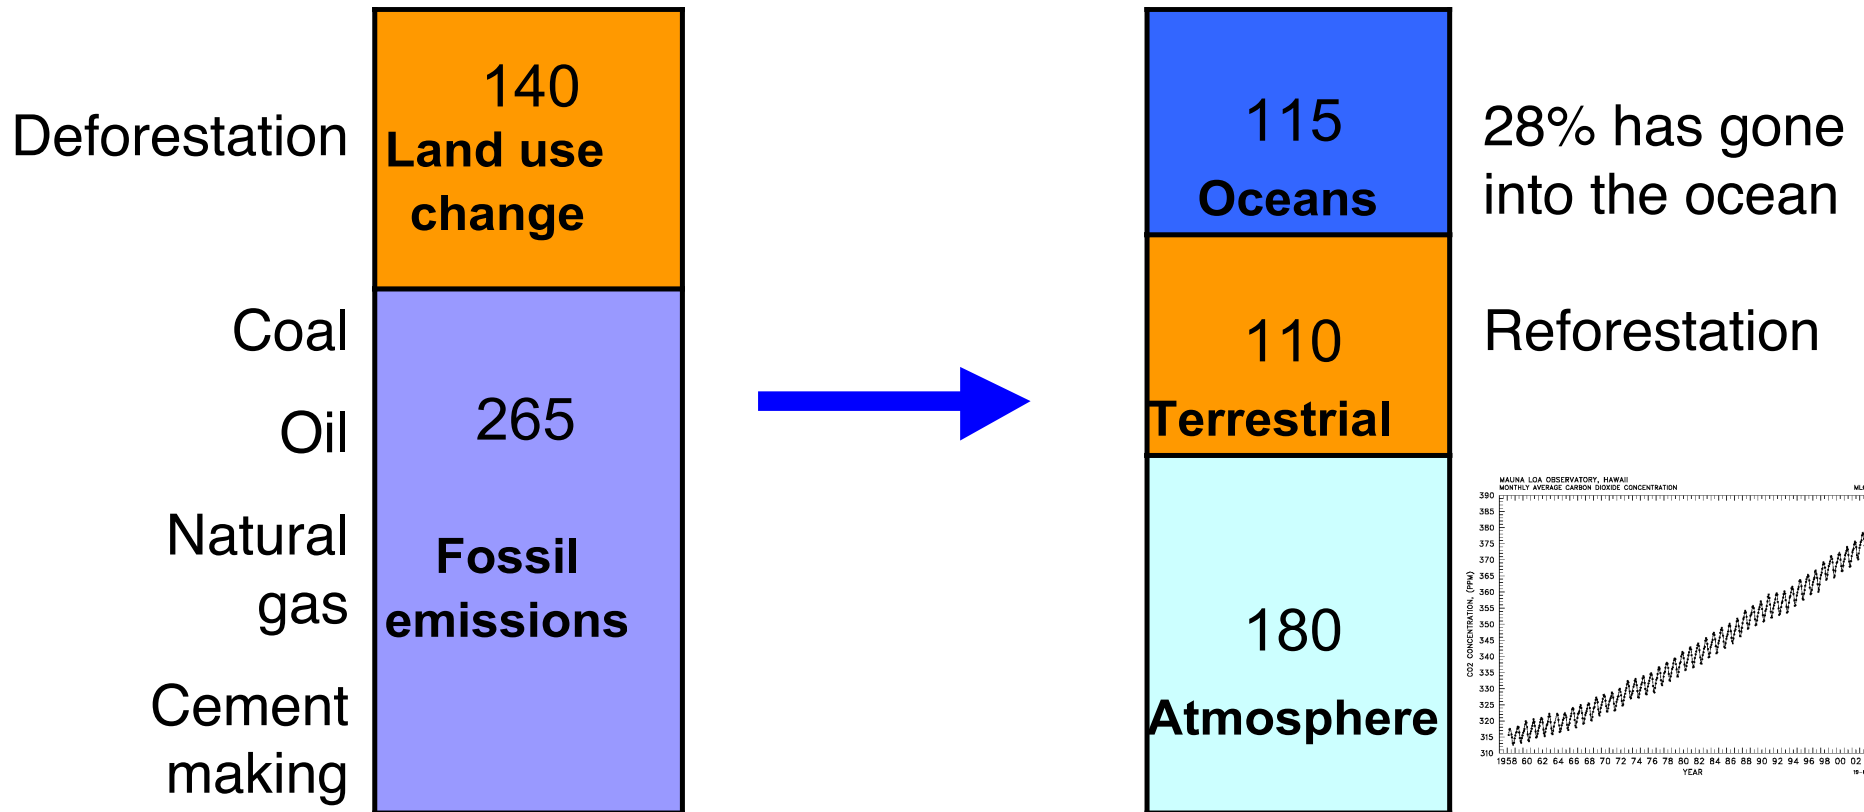 Deforestation
140
Land use
change
Coal
Oil
Natural
gas
Cement
making
265
Fossil
emissions
115
Oceans
28% has gone
into the ocean
110
Terrestrial
Reforestation
180
Atmosphere
MAUNA LOA OBSERVATORY, HAWAII
MONTHLY AVERAGE CARBON DIOXIDE CONCENTRATION
CO2 CONCENTRATION, (PPM)
390
385
380
375
370
365
360
355
350
345
340
335
330
325
320
315
310
1958 60 62 64 66 68 70 72 74 76 78 80 82 84 86 88 90 92 94 96 98 00 02
YEAR